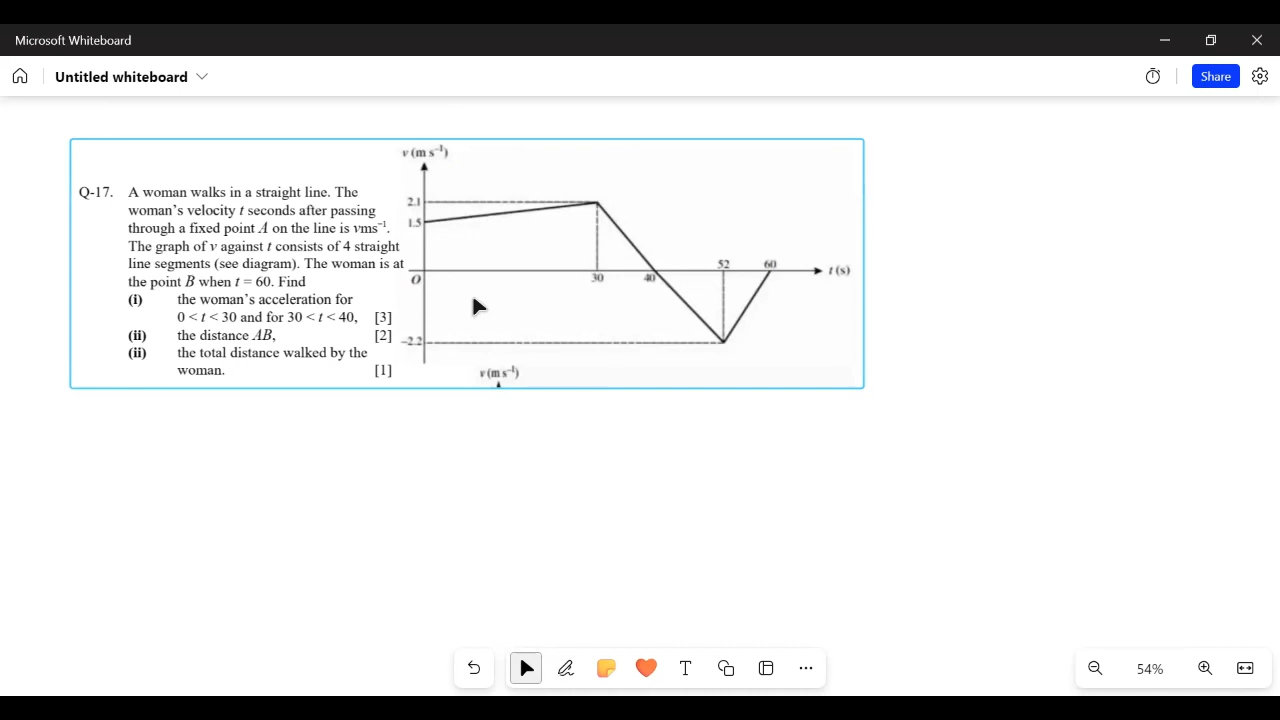 Microsoft Whiteboard
Untitled whiteboard
Share
Q-17. A woman walks in a straight line. The
woman's velocity t seconds after passing
through a fixed point A on the line is vms⁻¹.
The graph of v against t consists of 4 straight
line segments (see diagram). The woman is at
the point B when t = 60. Find
(i) the woman's acceleration for
0 < t < 30 and for 30 < t < 40, [3]
(ii) the distance AB, [2]
(ii) the total distance walked by the
woman. [1]
v (m s⁻¹)
2.1
1.5
O
30
40
52
60
t (s)
-2.2
v (m s⁻¹)
54%